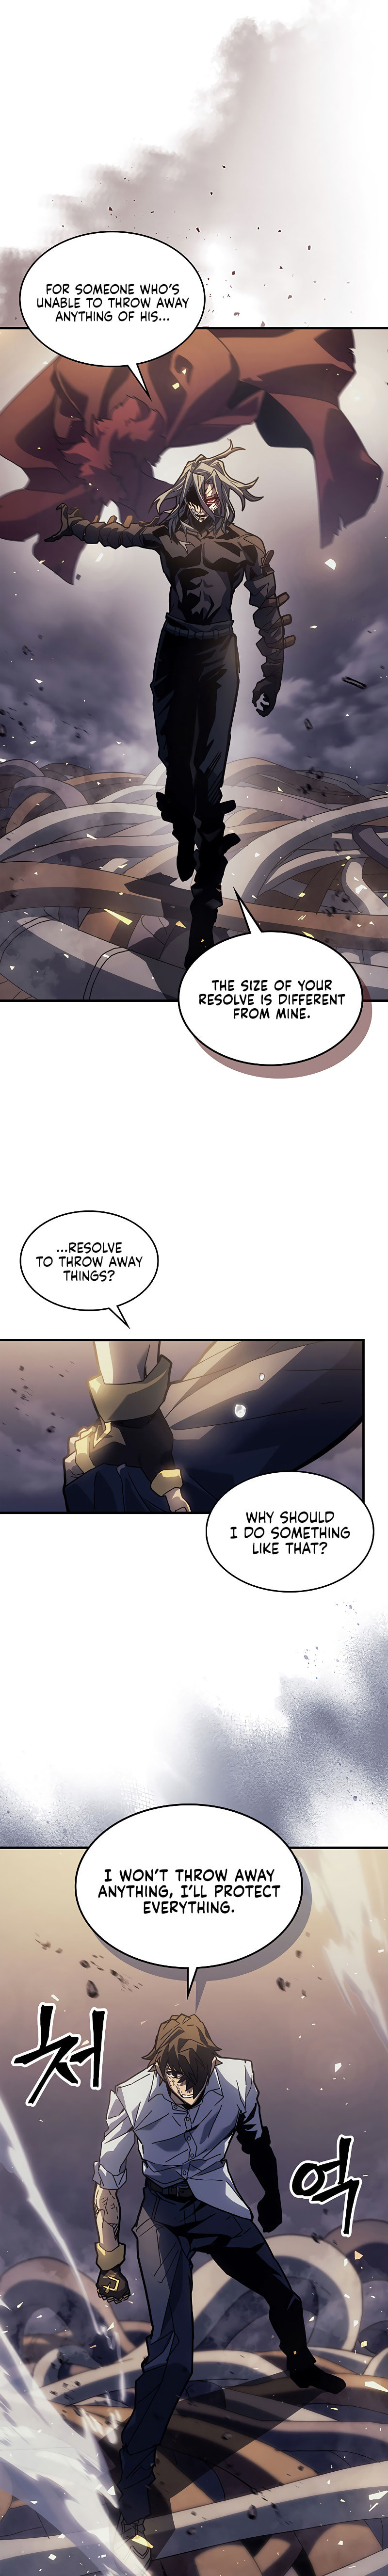 FOR SOMEONE WHO'S
UNABLE TO THROW AWAY
ANYTHING OF HIS...
THE SIZE OF YOUR
RESOLVE IS DIFFERENT
FROM MINE.
...RESOLVE
TO THROW AWAY
THINGS?
WHY SHOULD
I DO SOMETHING
LIKE THAT?
I WON'T THROW AWAY
ANYTHING, I'LL PROTECT
EVERYTHING.
저
억